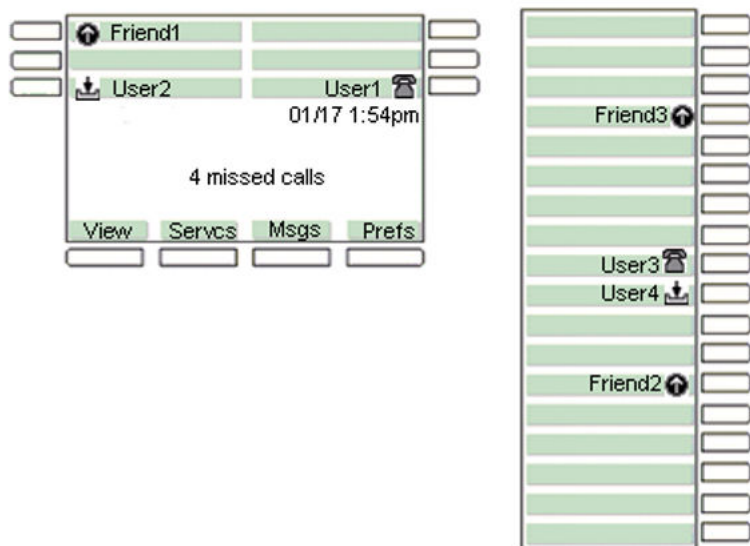 Friend1
User2 User1
01/17 1:54pm
4 missed calls
View Servcs Msgs Prefs
Friend3
User3
User4
Friend2